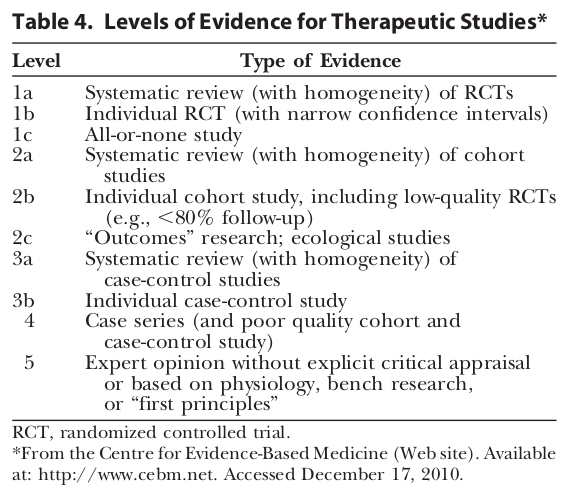 Table 4. Levels of Evidence for Therapeutic Studies*
Level Type of Evidence
1a Systematic review (with homogeneity) of RCTs
1b Individual RCT (with narrow confidence intervals)
1c All-or-none study
2a Systematic review (with homogeneity) of cohort
studies
2b Individual cohort study, including low-quality RCTs
(e.g., <80% follow-up)
2c “Outcomes” research; ecological studies
3a Systematic review (with homogeneity) of
case-control studies
3b Individual case-control study
4 Case series (and poor quality cohort and
case-control study)
5 Expert opinion without explicit critical appraisal
or based on physiology, bench research,
or “first principles”
RCT, randomized controlled trial.
*From the Centre for Evidence-Based Medicine (Web site). Available
at: http://www.cebm.net. Accessed December 17, 2010.